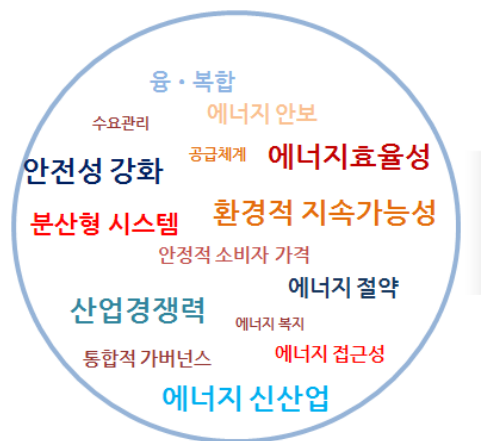 융・복합
에너지 안보
수요관리
공급체계
에너지효율성
안전성 강화
환경적 지속가능성
분산형 시스템
안정적 소비자 가격
에너지 절약
산업경쟁력
에너지 복지
통합적 가버넌스
에너지 접근성
에너지 신산업